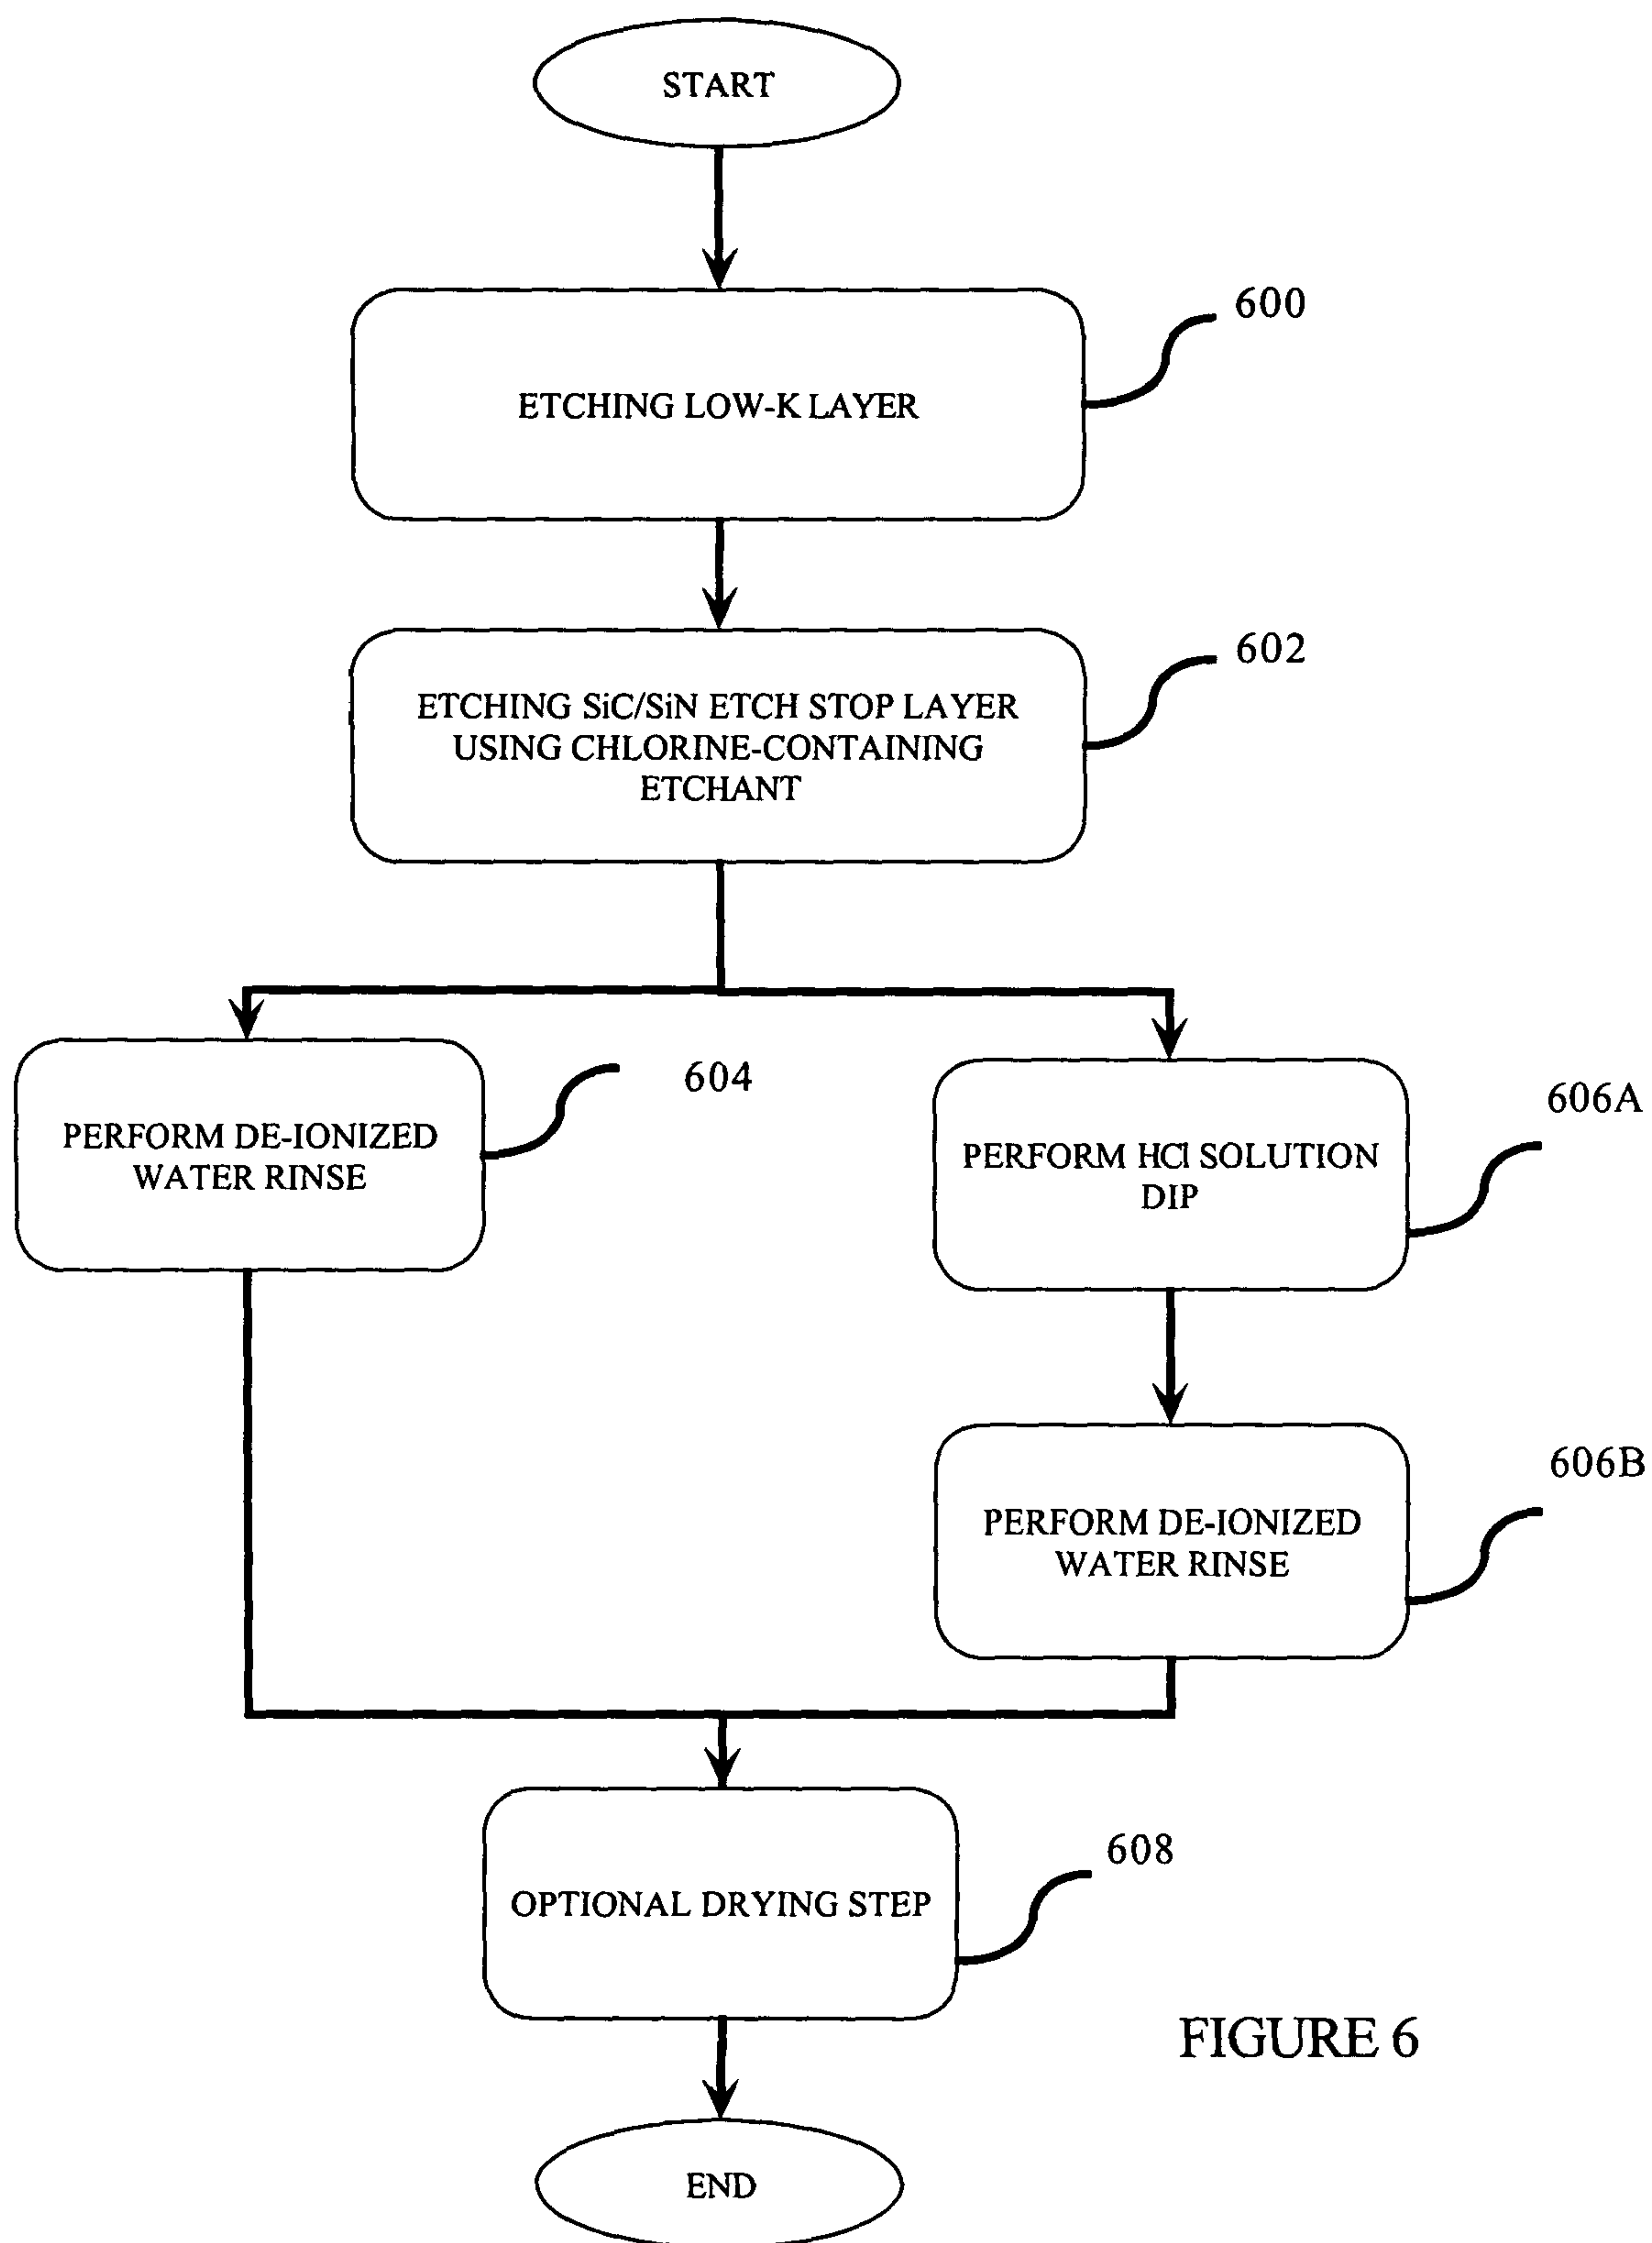 START
600
ETCHING LOW-K LAYER
602
ETCHING SiC/SiN ETCH STOP LAYER
USING CHLORINE-CONTAINING
ETCHANT
604
PERFORM DE-IONIZED
WATER RINSE
606A
PERFORM HCl SOLUTION
DIP
606B
PERFORM DE-IONIZED
WATER RINSE
608
OPTIONAL DRYING STEP
FIGURE 6
END